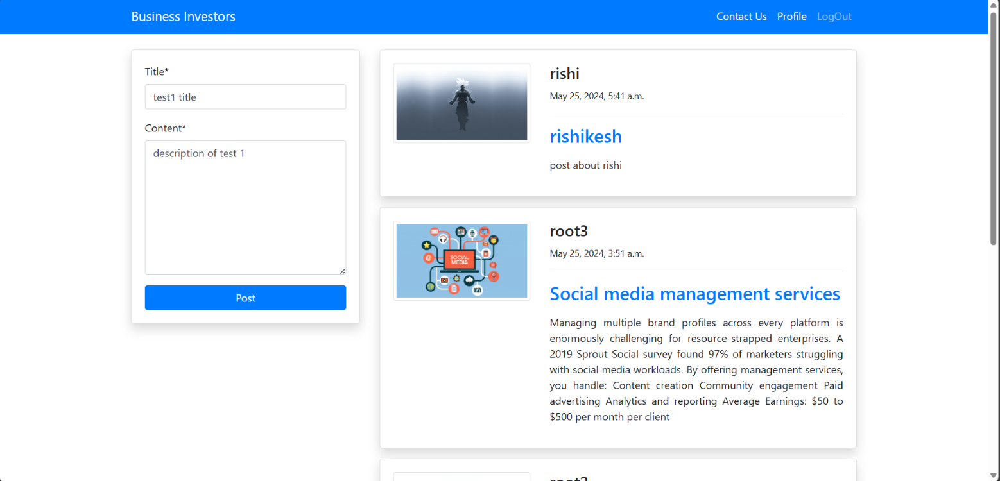 Business Investors
Contact Us
Profile
LogOut
Title*
test1 title
Content*
description of test 1
Post
rishi
May 25, 2024, 5:41 a.m.
rishikesh
post about rishi
SOCIAL
MEDIA
root3
May 25, 2024, 3:51 a.m.
Social media management services
Managing multiple brand profiles across every platform is
enormously challenging for resource-strapped enterprises. A
2019 Sprout Social survey found 97% of marketers struggling
with social media workloads. By offering management services,
you handle: Content creation Community engagement Paid
advertising Analytics and reporting Average Earnings: $50 to
$500 per month per client